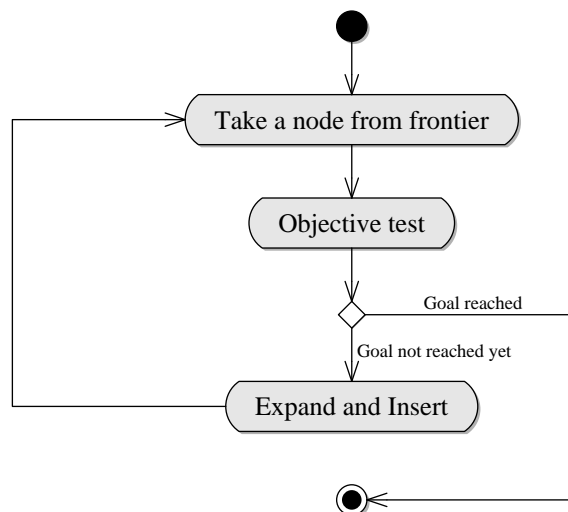 Take a node from frontier
Objective test
Goal reached
Goal not reached yet
Expand and Insert